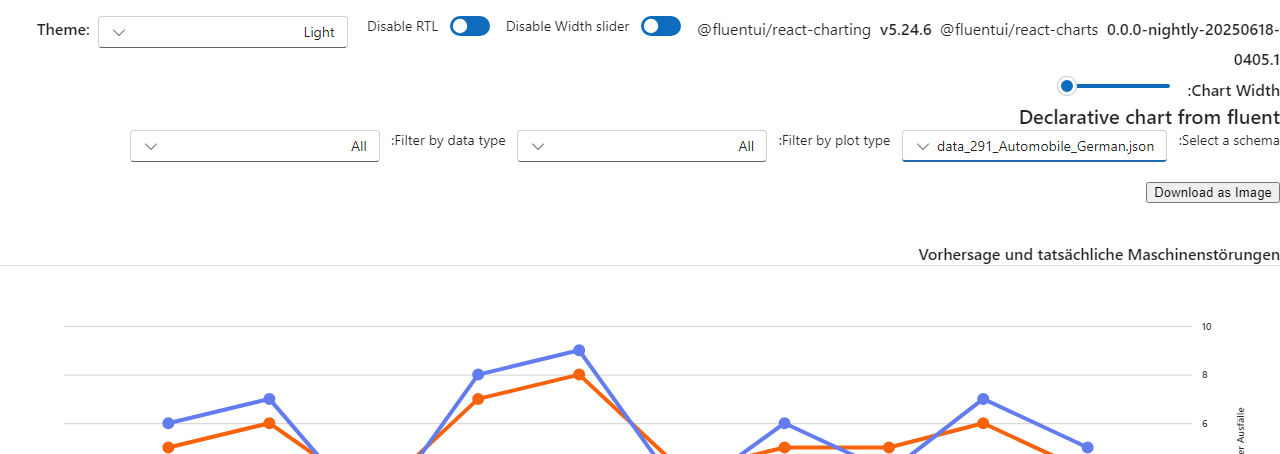 Theme: Light Disable RTL Disable Width slider @fluentui/react-charting v5.24.6 @fluentui/react-charts 0.0.0-nightly-20250618-
0405.1
:Chart Width
Declarative chart from fluent
:Select a schema data_291_Automobile_German.json :Filter by plot type All :Filter by data type All
Download as Image
Vorhersage und tatsächliche Maschinenstörungen
10
8
6
er Ausfälle